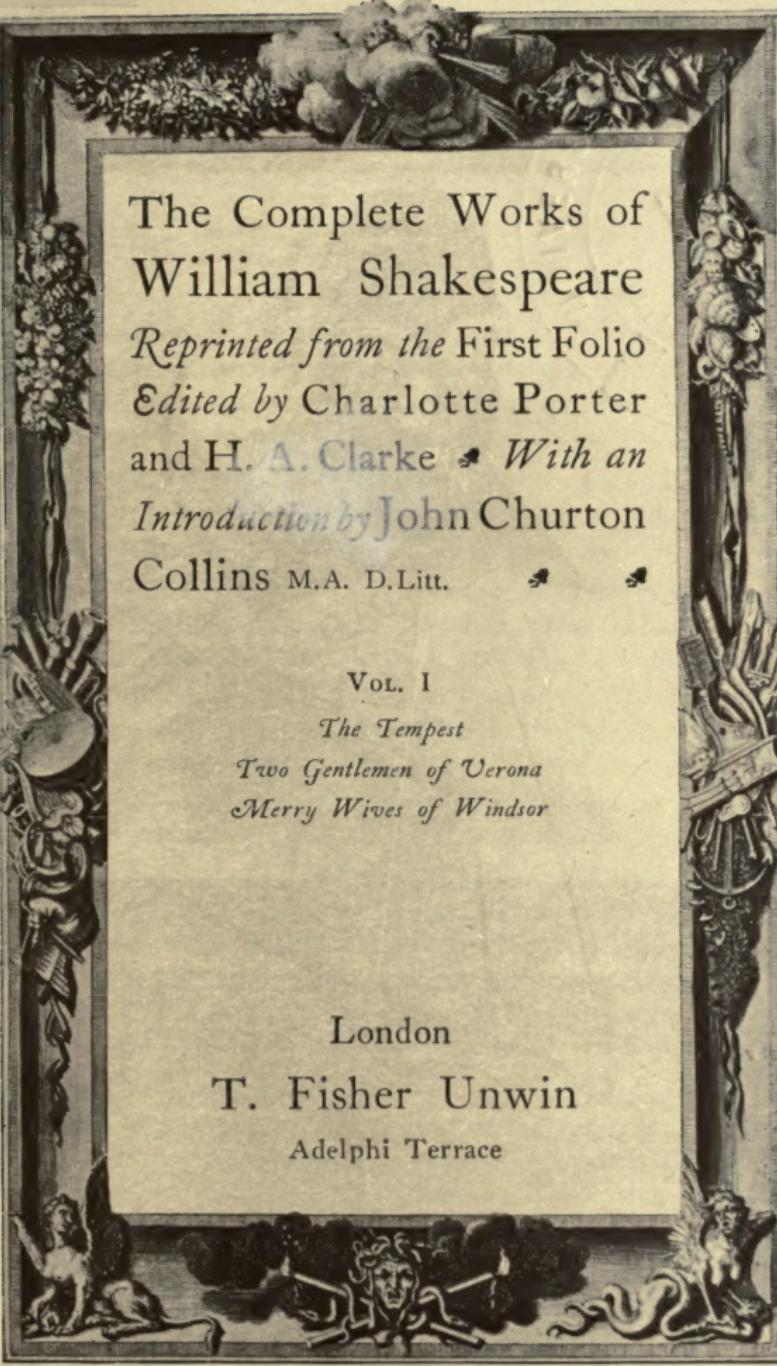 The Complete Works of
William Shakespeare
Reprinted from the First Folio
Edited by Charlotte Porter
and H. A. Clarke With an
Introduction by John Churton
Collins M.A. D.Litt.
VOL. I
The Tempest
Two Gentlemen of Verona
Merry Wives of Windsor
London
T. Fisher Unwin
Adelphi Terrace